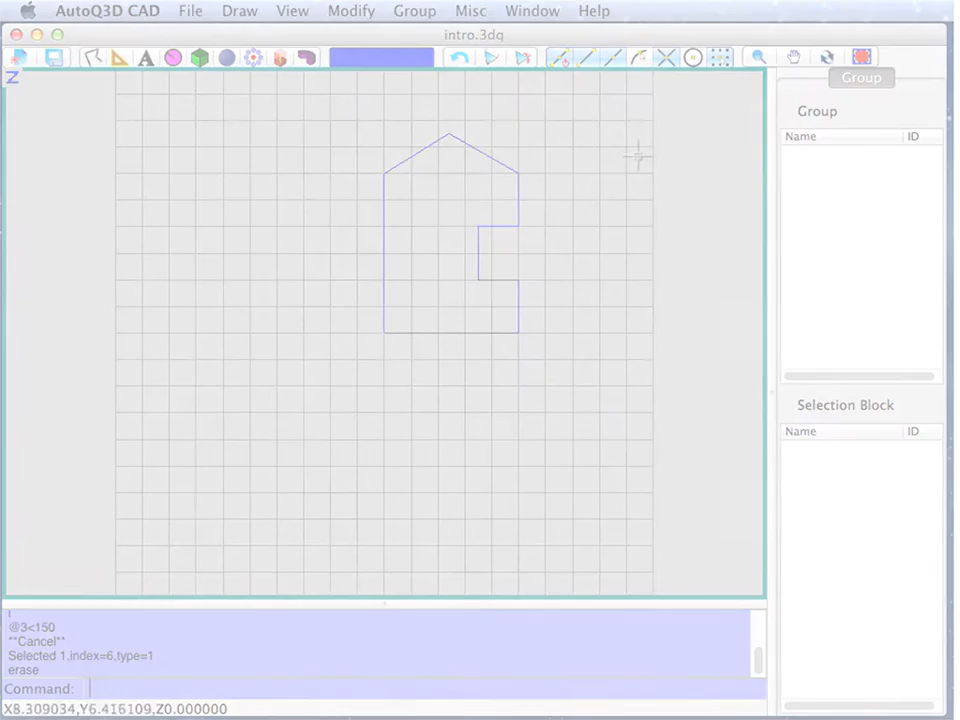 AutoQ3D CAD File Draw View Modify Group Misc Window Help
intro.3dq
A
Z
Group
Group
Name ID
Selection Block
Name ID
@3<150
**Cancel**
Selected 1,index=6,type=1
erase
Command:
X8.309034,Y6.416109,Z0.000000